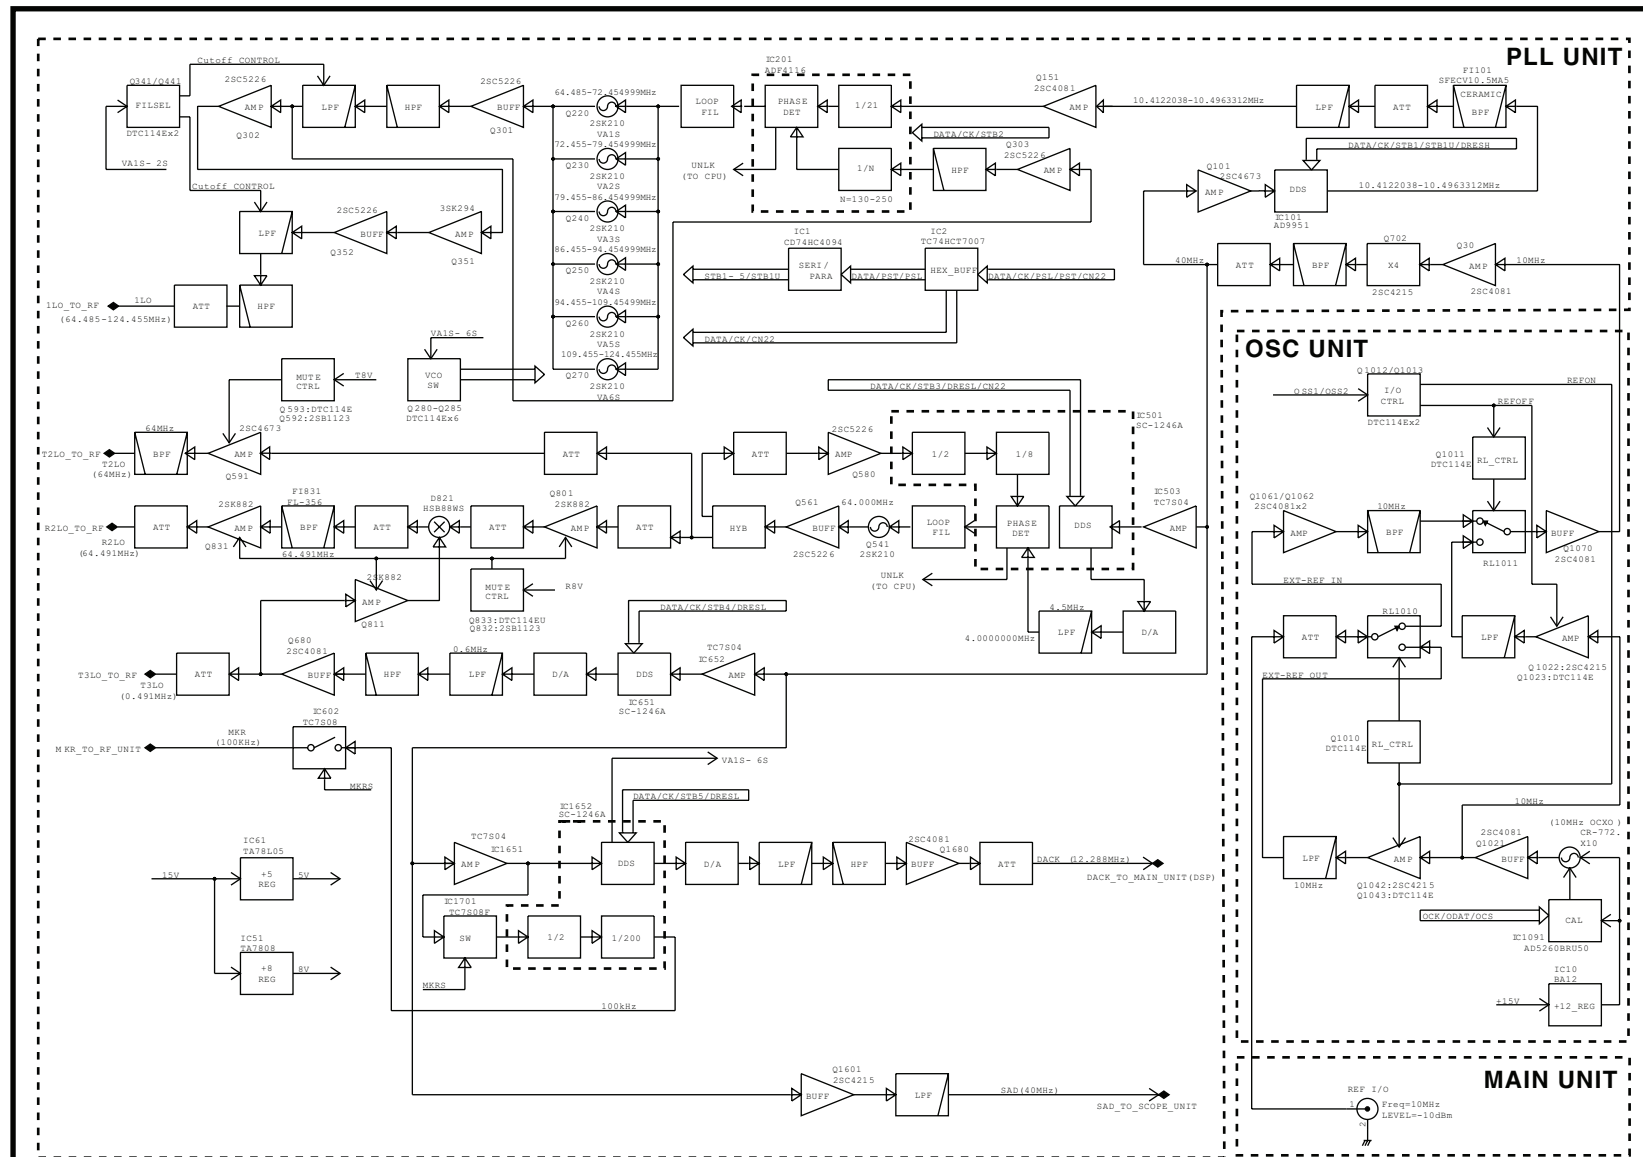 PLL UNIT
Cutoff CONTROL
Q341/Q441
FILSEL
DTC114Ex2
VA1S- 2S
2SC5226
AMP
Q302
LPF
HPF
2SC5226
BUFF
Q301
64.485-72.454999MHz
Q220
2SK210
VA1S
72.455-79.454999MHz
Q230
2SK210
VA2S
79.455-86.454999MHz
Q240
2SK210
VA3S
86.455-94.454999MHz
Q250
2SK210
VA4S
94.455-109.45499MHz
Q260
2SK210
VA5S
109.455-124.455MHz
Q270
2SK210
VA6S
LOOP
FIL
IC201
ADF4116
PHASE
DET
1/21
1/N
N=130-250
UNLK
(TO CPU)
DATA/CK/STB2
Q151
2SC4081
AMP
10.4122038-10.4963312MHz
LPF
ATT
FI101
SFECV10.5MA5
CERAMIC
BPF
DATA/CK/STB1/STB1U/DRESH
Q303
2SC5226
HPF
AMP
Q101
2SC4673
AMP
DDS
IC101
AD9951
10.4122038-10.4963312MHz
Cutoff CONTROL
LPF
2SC5226
BUFF
Q352
3SK294
AMP
Q351
1LO_TO_RF
1LO
(64.485-124.455MHz)
ATT
HPF
IC1
CD74HC4094
SERI/
PARA
STB1- 5/STB1U
DATA/PST/PSL
IC2
TC74HCT7007
HEX_BUFF
DATA/CK/PSL/PST/CN22
DATA/CK/CN22
40MHz
ATT
BPF
Q702
X4
2SC4215
Q30
AMP
2SC4081
10MHz
VA1S- 6S
VCO
SW
Q280-Q285
DTC114Ex6
MUTE
CTRL
T8V
Q593:DTC114E
Q592:2SB1123
T2LO_TO_RF
T2LO
(64MHz)
64MHz
BPF
2SC4673
AMP
Q591
ATT
ATT
2SC5226
AMP
Q580
DATA/CK/STB3/DRESL/CN22
IC501
SC-1246A
1/2
1/8
R2LO_TO_RF
R2LO
(64.491MHz)
ATT
2SK882
AMP
Q831
FI831
FL-356
BPF
64.491MHz
ATT
D821
HSB88WS
ATT
Q801
2SK882
AMP
ATT
HYB
Q561
BUFF
2SC5226
64.000MHz
Q541
2SK210
LOOP
FIL
PHASE
DET
DDS
IC503
TC7S04
AMP
UNLK
(TO CPU)
2SK882
AMP
Q811
MUTE
CTRL
R8V
Q833:DTC114EU
Q832:2SB1123
4.5MHz
LPF
4.0000000MHz
D/A
DATA/CK/STB4/DRESL
T3LO_TO_RF
T3LO
(0.491MHz)
ATT
Q680
2SC4081
BUFF
HPF
0.6MHz
LPF
D/A
DDS
IC651
SC-1246A
TC7S04
IC652
AMP
MKR_TO_RF_UNIT
MKR
(100KHz)
IC602
TC7S08
MKRS
VA1S- 6S
DATA/CK/STB5/DRESL
IC1652
SC-1246A
TC7S04
IC1651
AMP
DDS
D/A
LPF
HPF
2SC4081
Q1680
BUFF
ATT
DACK (12.288MHz)
DACK_TO_MAIN_UNIT(DSP)
IC1701
TC7S08F
SW
1/2
1/200
MKRS
100kHz
IC61
TA78L05
15V
+5
REG
5V
IC51
TA7808
+8
REG
8V
Q1601
2SC4215
BUFF
LPF
SAD(40MHz)
SAD_TO_SCOPE_UNIT
OSC UNIT
Q1012/Q1013
OSS1/OSS2
I/O
CTRL
DTC114Ex2
REFON
REFOFF
Q1011
DTC114E
RL_CTRL
Q1061/Q1062
2SC4081x2
AMP
10MHz
BPF
RL1011
BUFF
Q1070
2SC4081
EXT-REF IN
ATT
RL1010
LPF
AMP
Q1022:2SC4215
Q1023:DTC114E
EXT-REF OUT
Q1010
DTC114E
RL_CTRL
10MHz
(10MHz OCXO)
CR-772.
X10
LPF
10MHz
AMP
Q1042:2SC4215
Q1043:DTC114E
2SC4081
Q1021
BUFF
OCK/ODAT/OCS
CAL
IC1091
AD5260BRU50
IC10
BA12
+15V
+12_REG
MAIN UNIT
REF I/O
1
2
Freq=10MHz
LEVEL=-10dBm